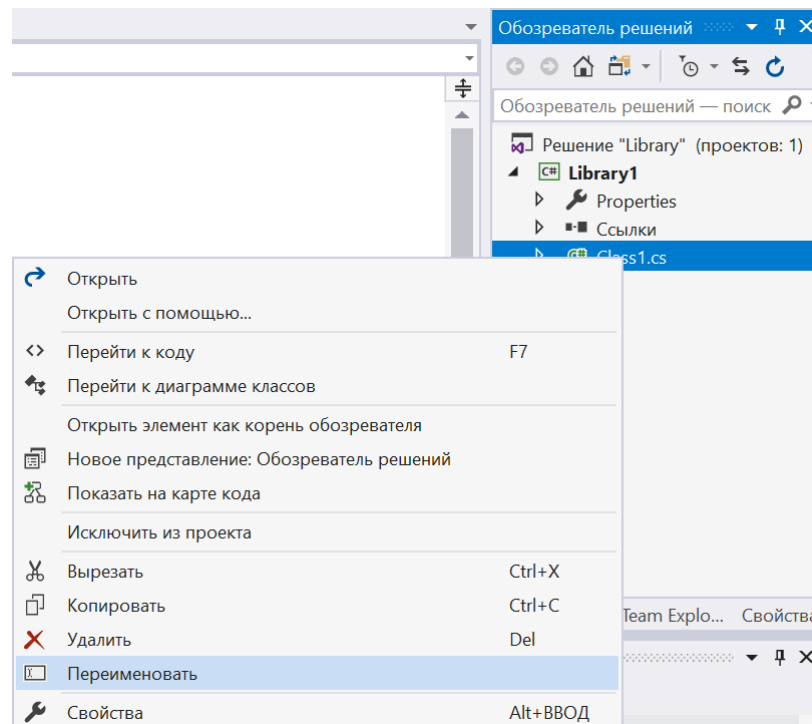 Обозреватель решений
Обозреватель решений — поиск
Решение "Library" (проектов: 1)
C# Library1
Properties
Ссылки
C# Class1.cs
Открыть
Открыть с помощью...
Перейти к коду F7
Перейти к диаграмме классов
Открыть элемент как корень обозревателя
Новое представление: Обозреватель решений
Показать на карте кода
Исключить из проекта
Вырезать Ctrl+X
Копировать Ctrl+C
Удалить Del
Переименовать
Свойства Alt+ВВОД
Team Explo... Свойства